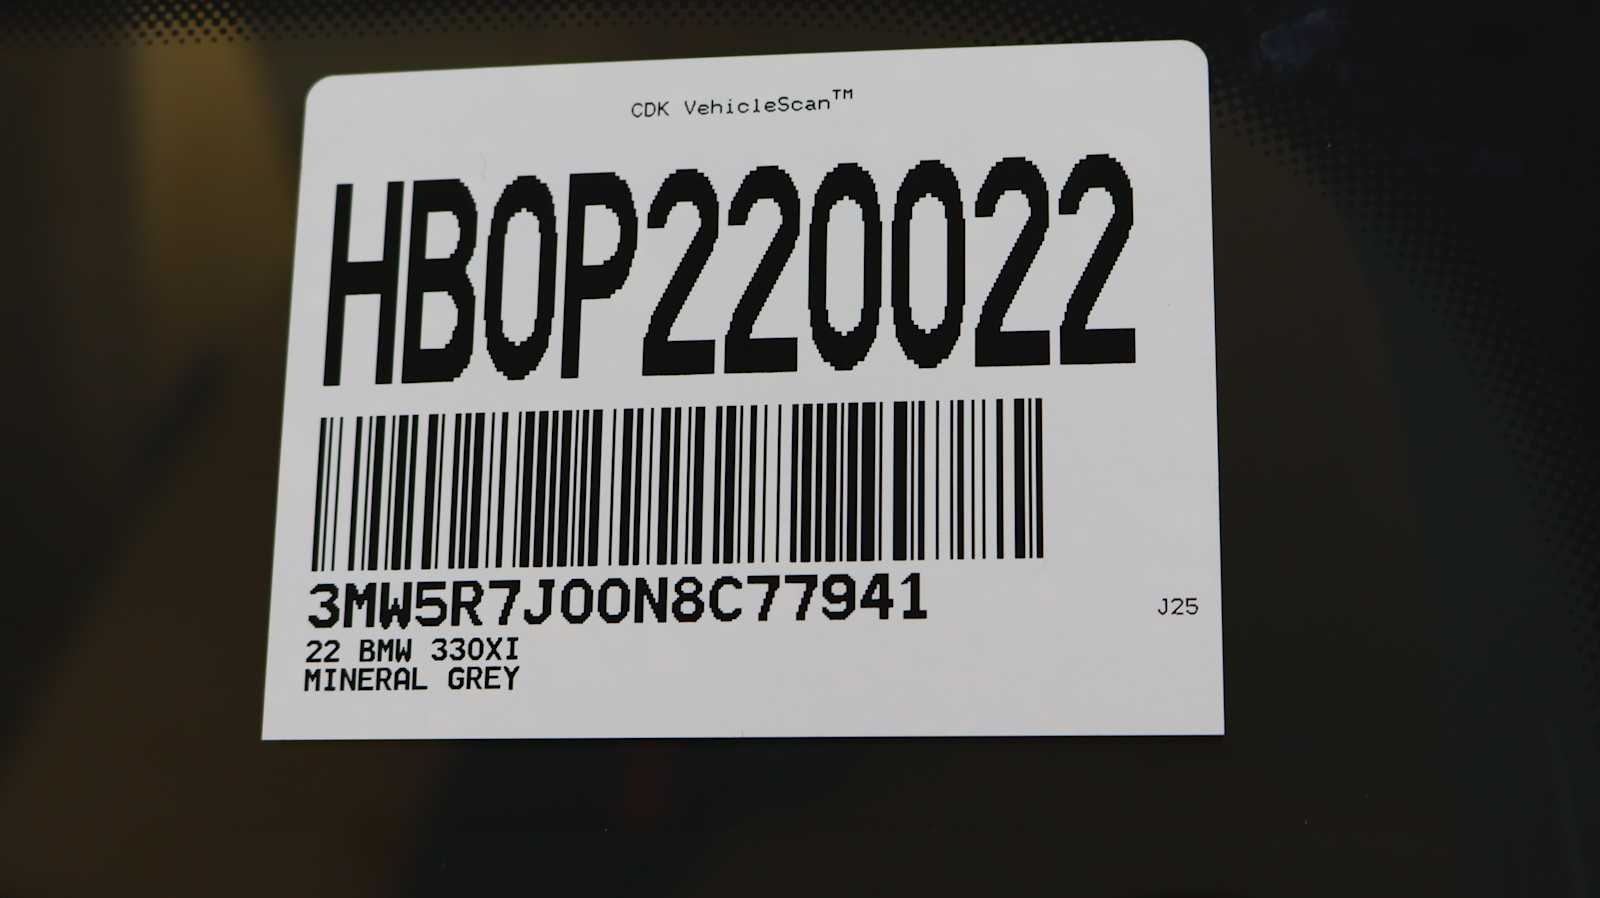 CDK VehicleScan™
HB0P220022
3MW5R7J00N8C77941
J25
22 BMW 330XI
MINERAL GREY